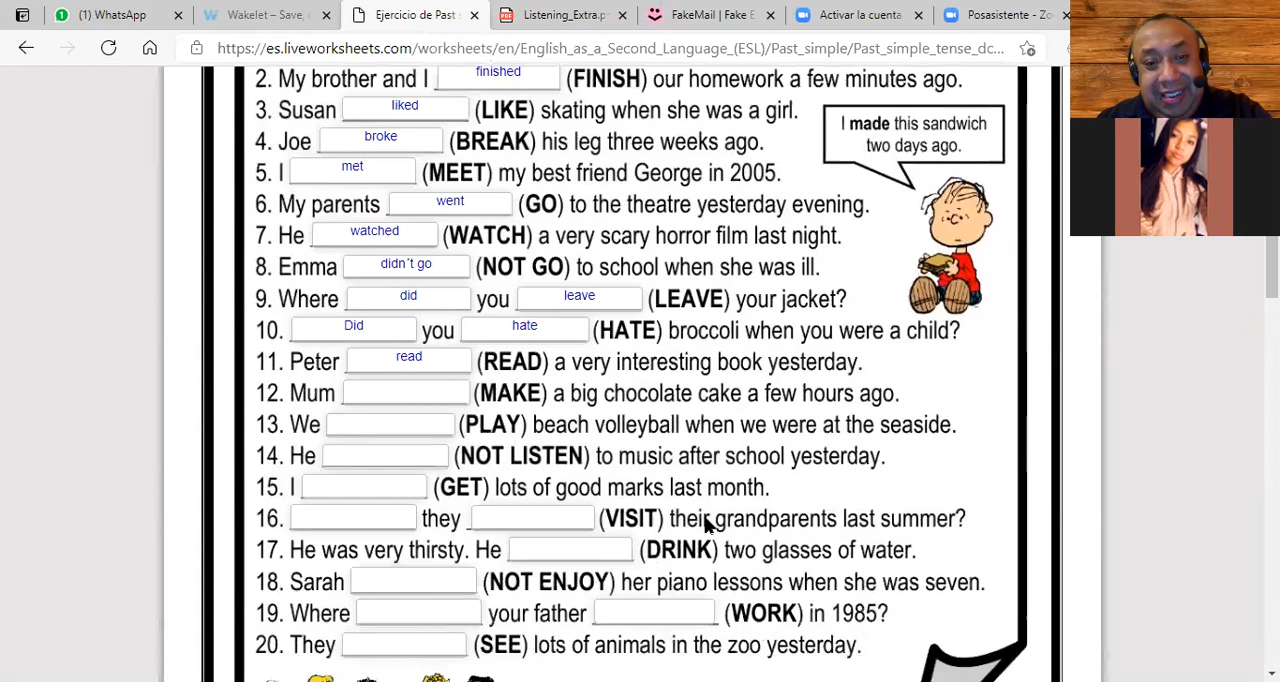 (1) WhatsApp
Wakelet – Save,
Ejercicio de Past
Listening_Extra.p
FakeMail | Fake E
Activar la cuenta
Posasistente - Zo
https://es.liveworksheets.com/worksheets/en/English_as_a_Second_Language_(ESL)/Past_simple/Past_simple_tense_dc...
2. My brother and I finished (FINISH) our homework a few minutes ago.
3. Susan liked (LIKE) skating when she was a girl.
4. Joe broke (BREAK) his leg three weeks ago.
5. I met (MEET) my best friend George in 2005.
6. My parents went (GO) to the theatre yesterday evening.
7. He watched (WATCH) a very scary horror film last night.
8. Emma didn´t go (NOT GO) to school when she was ill.
9. Where did you leave (LEAVE) your jacket?
10. Did you hate (HATE) broccoli when you were a child?
11. Peter read (READ) a very interesting book yesterday.
12. Mum (MAKE) a big chocolate cake a few hours ago.
13. We (PLAY) beach volleyball when we were at the seaside.
14. He (NOT LISTEN) to music after school yesterday.
15. I (GET) lots of good marks last month.
16. they (VISIT) their grandparents last summer?
17. He was very thirsty. He (DRINK) two glasses of water.
18. Sarah (NOT ENJOY) her piano lessons when she was seven.
19. Where your father (WORK) in 1985?
20. They (SEE) lots of animals in the zoo yesterday.
I made this sandwich
two days ago.